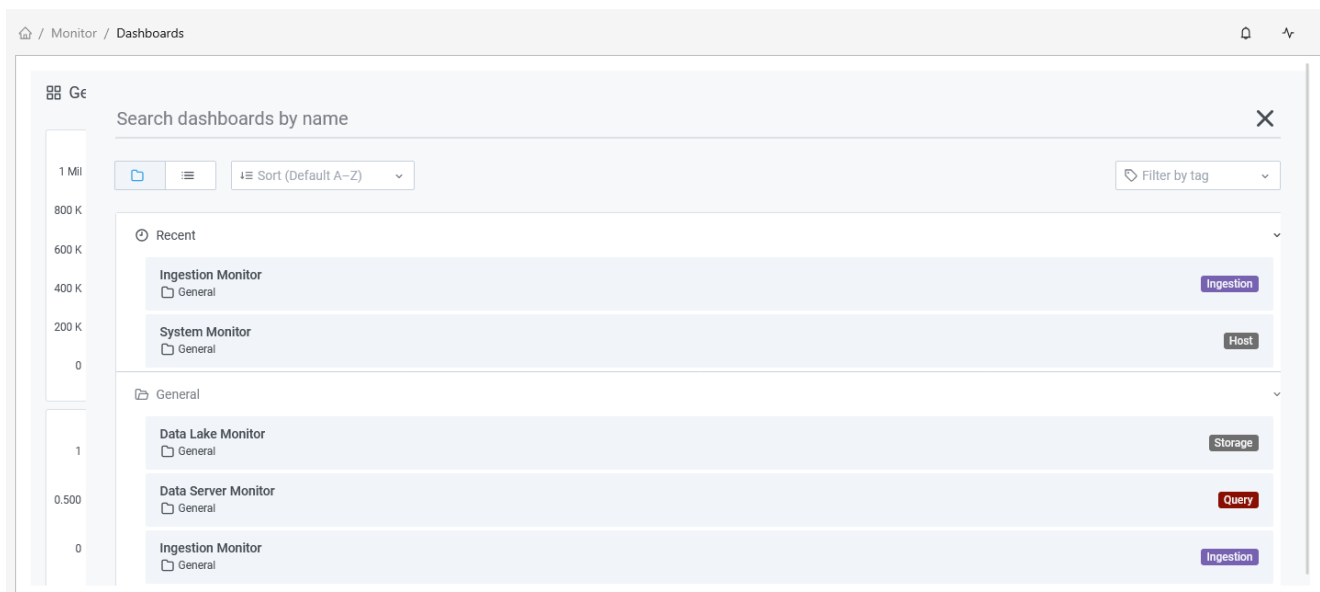 / Monitor / Dashboards
Ge
Search dashboards by name
Sort (Default A–Z)
Filter by tag
1 Mil
800 K
600 K
400 K
200 K
0
1
0.500
0
Recent
Ingestion Monitor
General
Ingestion
System Monitor
General
Host
General
Data Lake Monitor
General
Storage
Data Server Monitor
General
Query
Ingestion Monitor
General
Ingestion